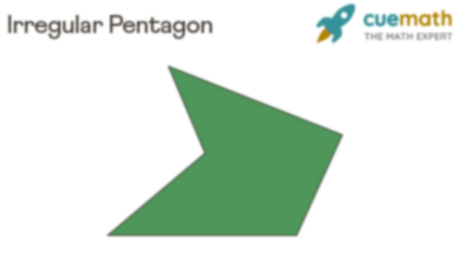 Irregular Pentagon
cuemath
THE MATH EXPERT